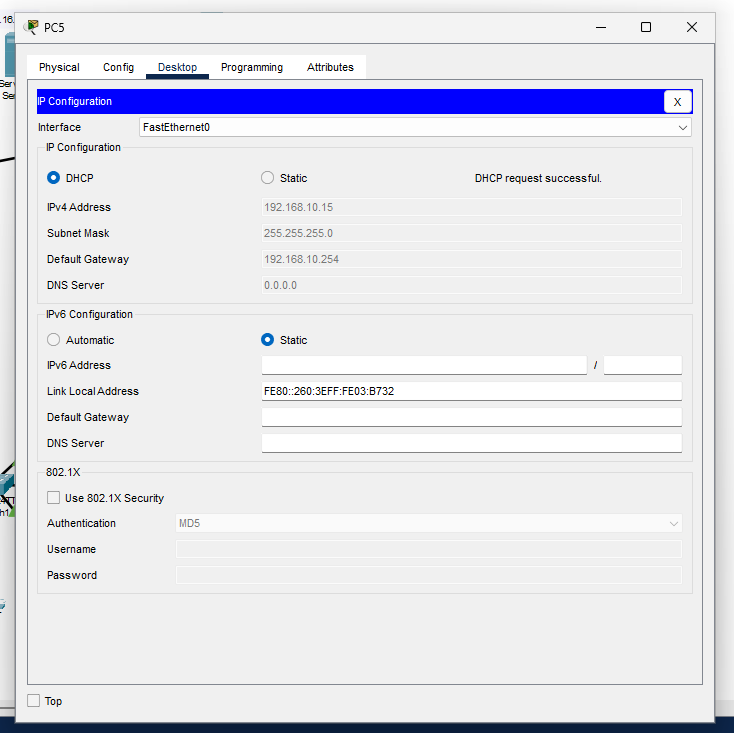 .16.
PC5
Physical Config Desktop Programming Attributes
IP Configuration X
Interface FastEthernet0
IP Configuration
DHCP Static DHCP request successful.
IPv4 Address 192.168.10.15
Subnet Mask 255.255.255.0
Default Gateway 192.168.10.254
DNS Server 0.0.0.0
IPv6 Configuration
Automatic Static
IPv6 Address /
Link Local Address FE80::260:3EFF:FE03:B732
Default Gateway
DNS Server
802.1X
Use 802.1X Security
Authentication MD5
Username
Password
Top